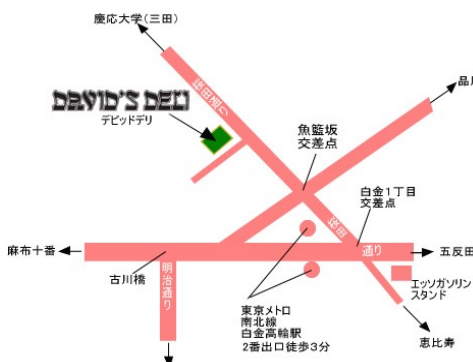 慶応大学(三田)
DAVID'S DELI
デビッドデリ
桜田通り
品川
魚籃坂
交差点
桜田
白金1丁目
交差点
麻布十番
通り
五反田
古川橋
明治通り
エッソガソリン
スタンド
東京メトロ
南北線
白金高輪駅
2番出口徒歩3分
恵比寿